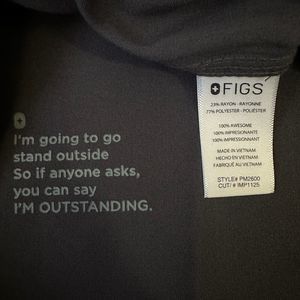 I'm going to go
stand outside
So if anyone asks,
you can say
I'M OUTSTANDING.
FIGS
23% RAYON · RAYONNE
77% POLYESTER · POLIÉSTER
100% AWESOME
100% IMPRESIONANTE
100% IMPRESSIONNANT
MADE IN VIETNAM
HECHO EN VIETNAM
FABRIQUÉ AU VIETNAM
STYLE# PM2600
CUT/# IMP1125